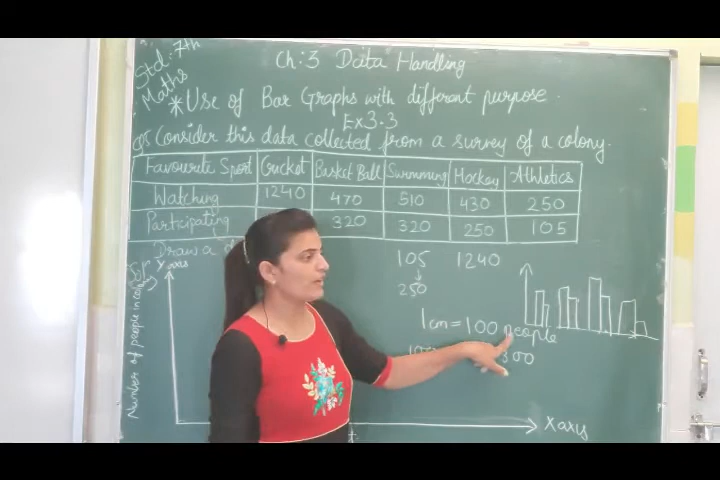 Std: 7th
Maths
Ch:3 Data Handling
*Use of Bar Graphs with different purpose.
Ex 3.3
Q5 Consider this data collected from a survey of a colony.
Favourite Sport Cricket Basket Ball Swimming Hockey Athletics
Watching 1240 470 510 430 250
Participating 320 320 250 105
Draw a
105 1240
250
Y axis
Number of people in
1cm = 100 people
300
X axis